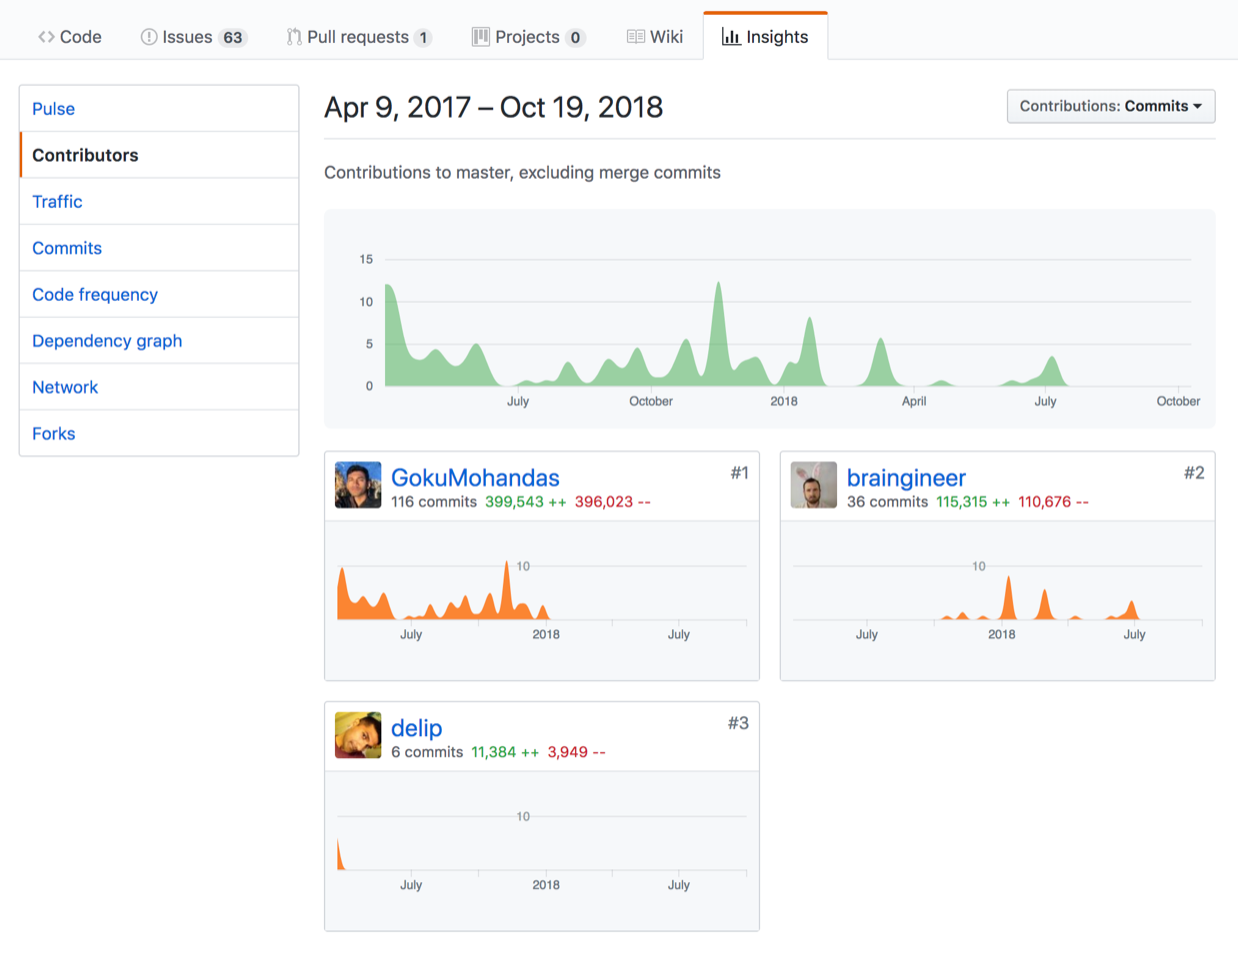 Code Issues 63 Pull requests 1 Projects 0 Wiki Insights
Pulse
Contributors
Traffic
Commits
Code frequency
Dependency graph
Network
Forks
Apr 9, 2017 – Oct 19, 2018
Contributions: Commits
Contributions to master, excluding merge commits
15
10
5
0
July October 2018 April July October
GokuMohandas #1
116 commits 399,543 ++ 396,023 --
10
July 2018 July
braingineer #2
36 commits 115,315 ++ 110,676 --
10
July 2018 July
delip #3
6 commits 11,384 ++ 3,949 --
10
July 2018 July